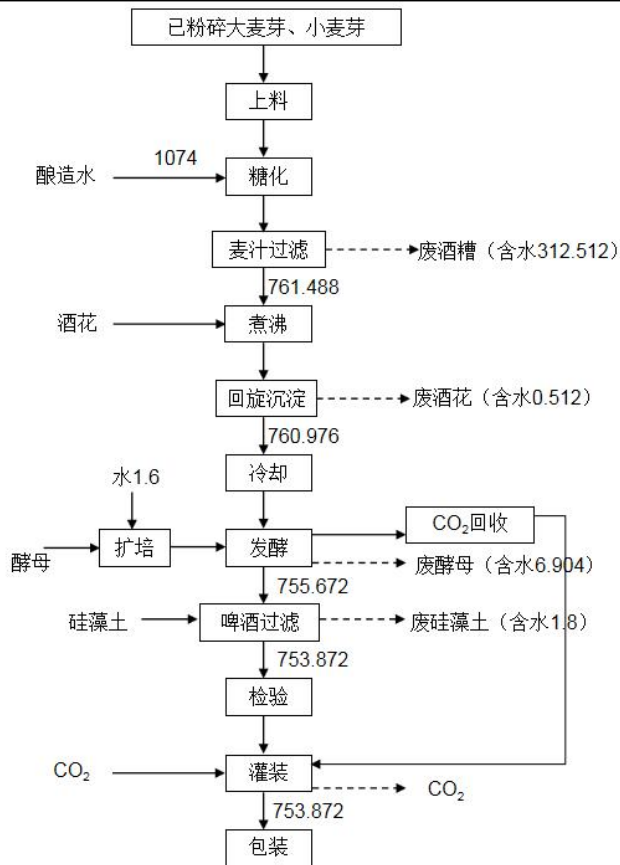 已粉碎大麦芽、小麦芽
上料
酿造水
1074
糖化
麦汁过滤
废酒糟（含水312.512）
761.488
酒花
煮沸
回旋沉淀
废酒花（含水0.512）
760.976
水1.6
冷却
酵母
扩培
发酵
CO₂回收
废酵母（含水6.904）
755.672
硅藻土
啤酒过滤
废硅藻土（含水1.8）
753.872
检验
CO₂
灌装
CO₂
753.872
包装